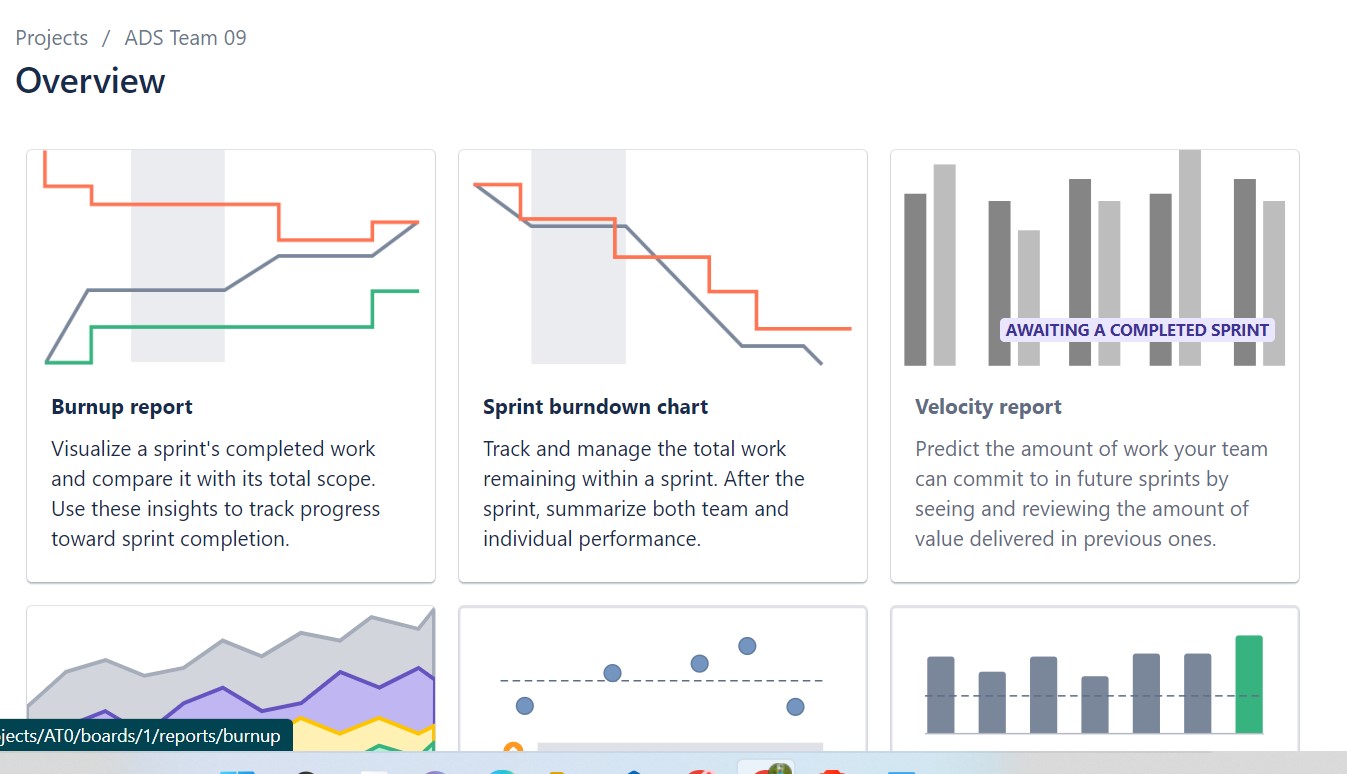 Projects / ADS Team 09
Overview
AWAITING A COMPLETED SPRINT
Burnup report
Visualize a sprint's completed work
and compare it with its total scope.
Use these insights to track progress
toward sprint completion.
Sprint burndown chart
Track and manage the total work
remaining within a sprint. After the
sprint, summarize both team and
individual performance.
Velocity report
Predict the amount of work your team
can commit to in future sprints by
seeing and reviewing the amount of
value delivered in previous ones.
jects/AT0/boards/1/reports/burnup